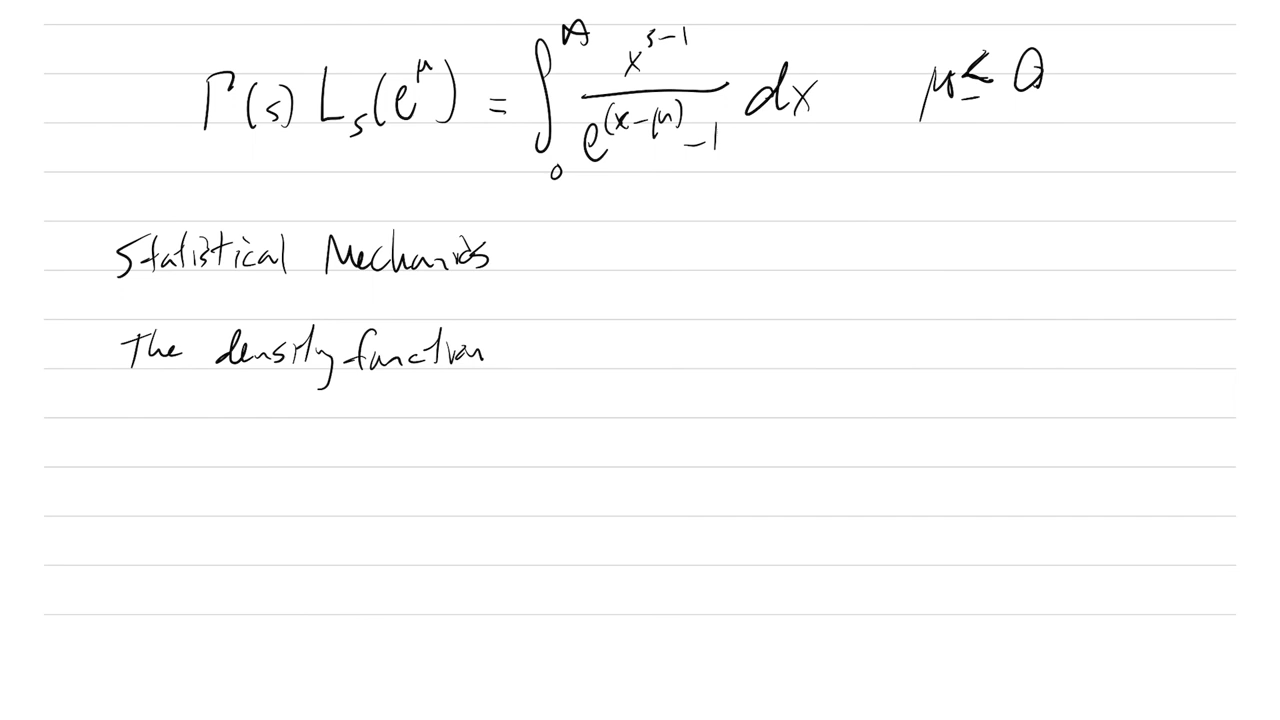 Γ(s) L_s(e^μ) = ∫_0^∞ x^{s-1} / (e^{(x-μ)} - 1) dx μ ≤ 0
Statistical Mechanics
The density function